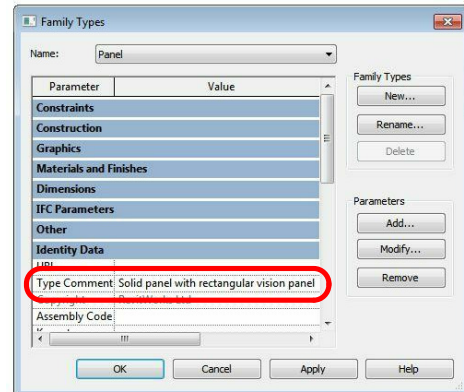 Family Types
Name: Panel
Parameter Value
Constraints
Construction
Graphics
Materials and Finishes
Dimensions
IFC Parameters
Other
Identity Data
URL
Type Comment Solid panel with rectangular vision panel
Assembly Code
Family Types
New...
Rename...
Delete
Parameters
Add...
Modify...
Remove
OK Cancel Apply Help